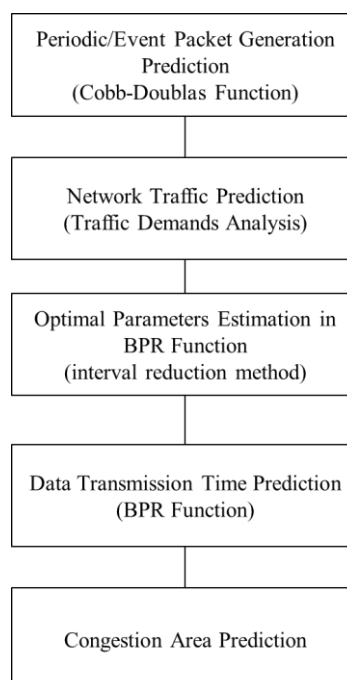 Periodic/Event Packet Generation
Prediction
(Cobb-Doublas Function)
Network Traffic Prediction
(Traffic Demands Analysis)
Optimal Parameters Estimation in
BPR Function
(interval reduction method)
Data Transmission Time Prediction
(BPR Function)
Congestion Area Prediction